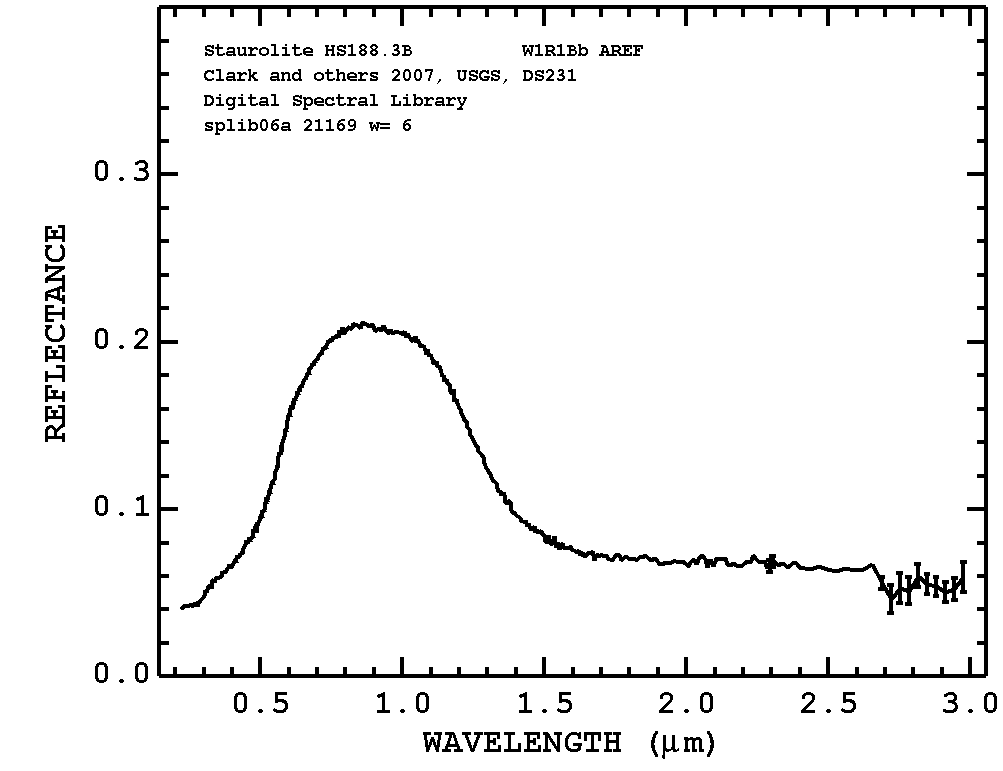 Staurolite HS188.3B W1R1Bb AREF
Clark and others 2007, USGS, DS231
Digital Spectral Library
splib06a 21169 w= 6
0.3
0.2
0.1
0.0
REFLECTANCE
0.5 1.0 1.5 2.0 2.5 3.0
WAVELENGTH (μm)